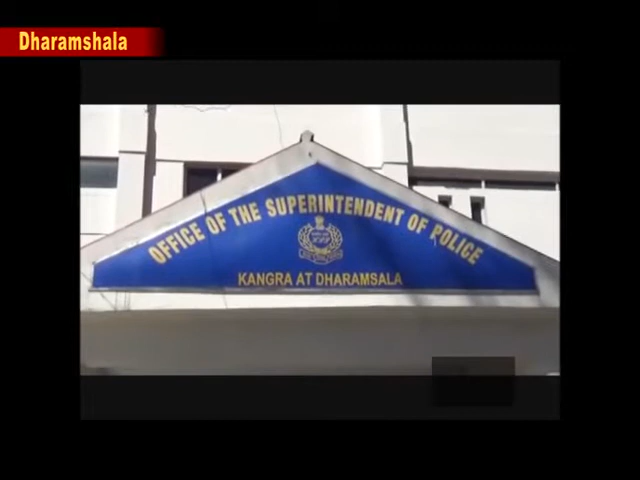 Dharamshala
OFFICE OF THE SUPERINTENDENT OF POLICE
KANGRA AT DHARAMSALA